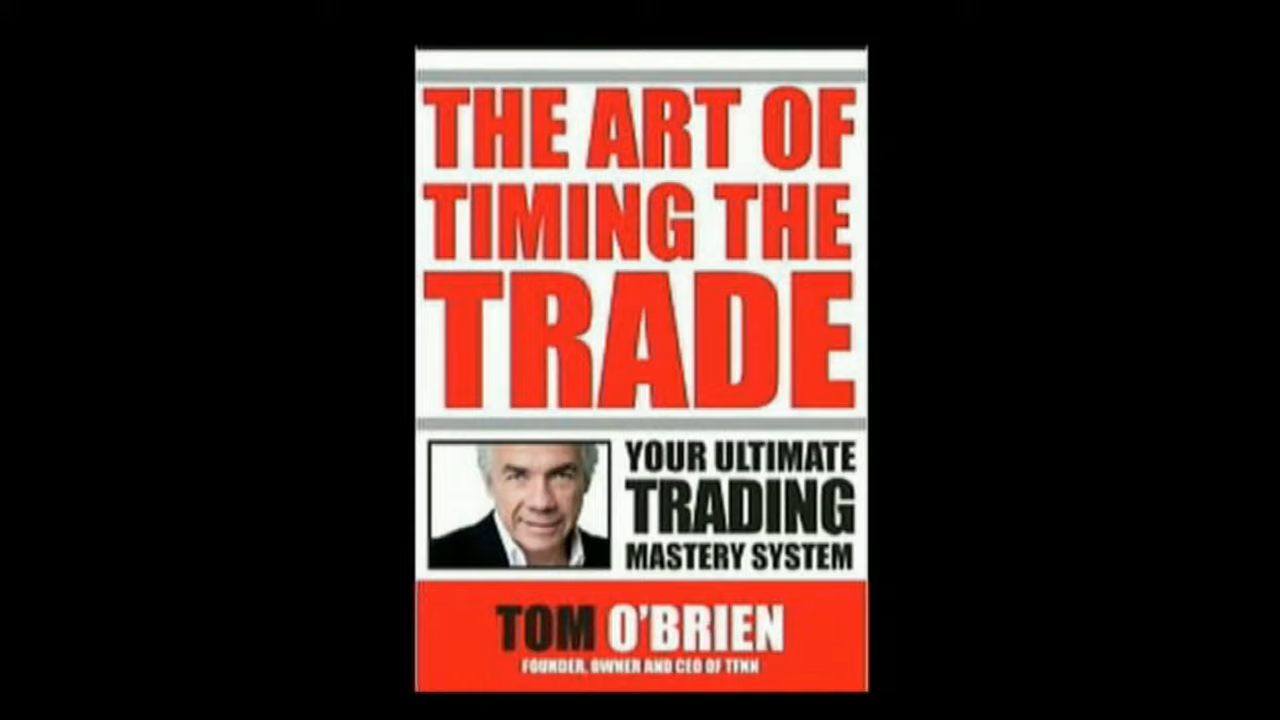 THE ART OF
TIMING THE
TRADE
YOUR ULTIMATE
TRADING
MASTERY SYSTEM
TOM O'BRIEN
FOUNDER, OWNER AND CEO OF TFNN